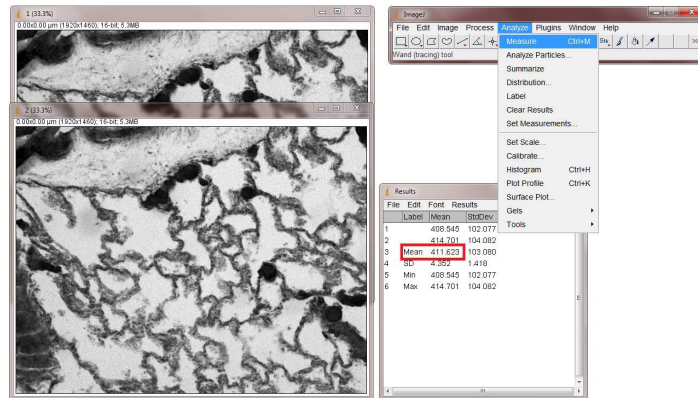 1 (33.3%)
0.00x0.00 µm (1920x1460); 16-bit; 5.3MB
2 (33.3%)
0.00x0.00 µm (1920x1460); 16-bit; 5.3MB
ImageJ
File Edit Image Process Analyze Plugins Window Help
Stk
>>
Wand (tracing) tool
Measure Ctrl+M
Analyze Particles...
Summarize
Distribution...
Label
Clear Results
Set Measurements...
Set Scale...
Calibrate...
Histogram Ctrl+H
Plot Profile Ctrl+K
Surface Plot...
Gels
Tools
Results
File Edit Font Results
Label Mean StdDev
1 408.545 102.077
2 414.701 104.082
3 Mean 411.623 103.080
4 SD 4.352 1.418
5 Min 408.545 102.077
6 Max 414.701 104.082